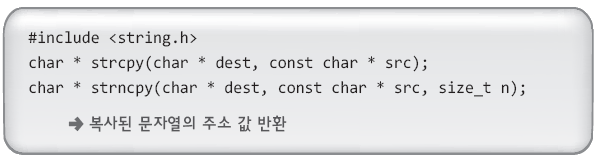 #include <string.h>
char * strcpy(char * dest, const char * src);
char * strncpy(char * dest, const char * src, size_t n);
➜ 복사된 문자열의 주소 값 반환